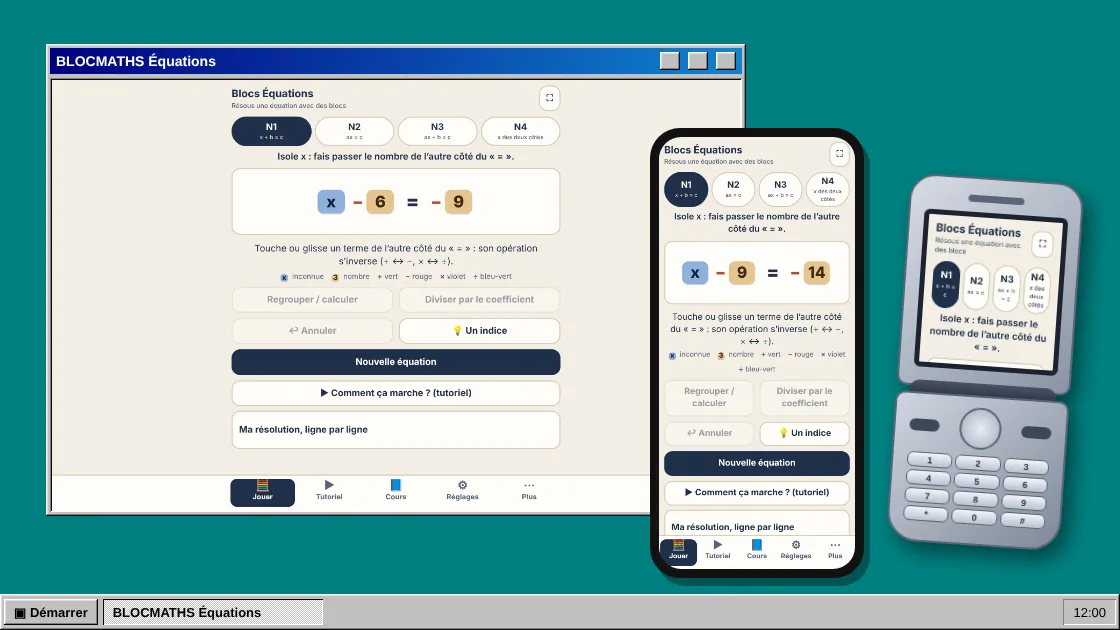 BLOCMATHS Équations
Blocs Équations
Résous une équation avec des blocs
N1
x + b = c
N2
ax = c
N3
ax + b = c
N4
x des deux côtés
Isole x : fais passer le nombre de l'autre côté du « = ».
x − 6 = − 9
Touche ou glisse un terme de l'autre côté du « = » : son opération
s'inverse (+ ↔ −, × ↔ ÷).
x inconnue 3 nombre + vert − rouge × violet ÷ bleu-vert
Regrouper / calculer
Diviser par le coefficient
↩ Annuler
💡 Un indice
Nouvelle équation
▶ Comment ça marche ? (tutoriel)
Ma résolution, ligne par ligne
Jouer
Tutoriel
Cours
Réglages
Plus
Blocs Équations
Résous une équation avec des blocs
N1
x + b = c
N2
ax = c
N3
ax + b = c
N4
x des deux
côtés
Isole x : fais passer le nombre de l'autre
côté du « = ».
x − 9 = − 14
Touche ou glisse un terme de l'autre côté
du « = » : son opération s'inverse (+ ↔ −,
× ↔ ÷).
x inconnue 3 nombre + vert − rouge × violet
÷ bleu-vert
Regrouper /
calculer
Diviser par le
coefficient
↩ Annuler
💡 Un indice
Nouvelle équation
▶ Comment ça marche ? (tutoriel)
Ma résolution, ligne par ligne
Jouer
Tutoriel
Cours
Réglages
Plus
Blocs Équations
Résous une équation avec
des blocs
N1
x + b =
c
N2
ax = c
N3
ax + b
= c
N4
x des
deux
côtés
Isole x : fais passer le
nombre de l'autre côté du
« = ».
1 2 3
4 5 6
7 8 9
* 0 #
Démarrer
BLOCMATHS Équations
12:00